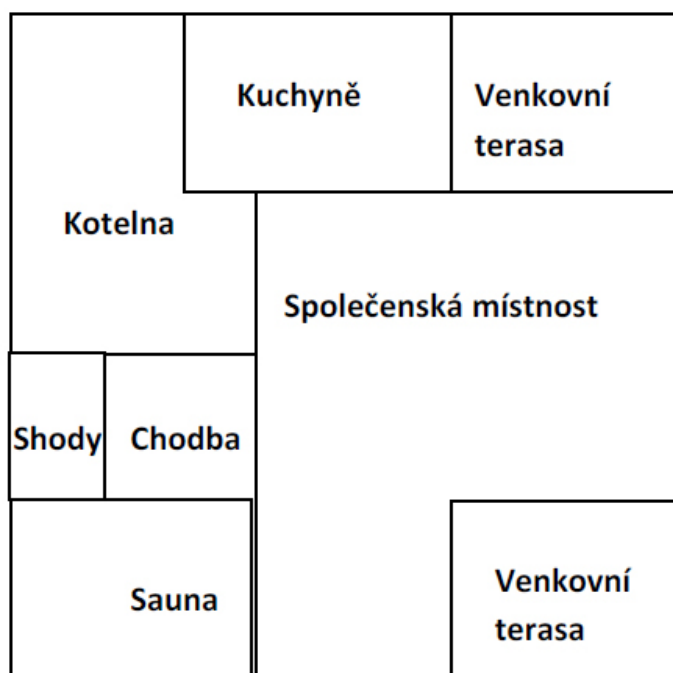 Kuchyně
Venkovní
terasa
Kotelna
Společenská místnost
Shody
Chodba
Sauna
Venkovní
terasa